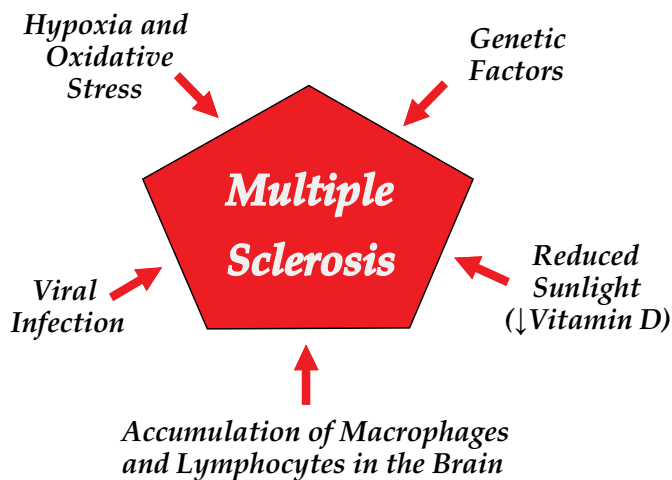 Hypoxia and
Oxidative
Stress
Genetic
Factors
Multiple
Sclerosis
Viral
Infection
Reduced
Sunlight
(↓Vitamin D)
Accumulation of Macrophages
and Lymphocytes in the Brain